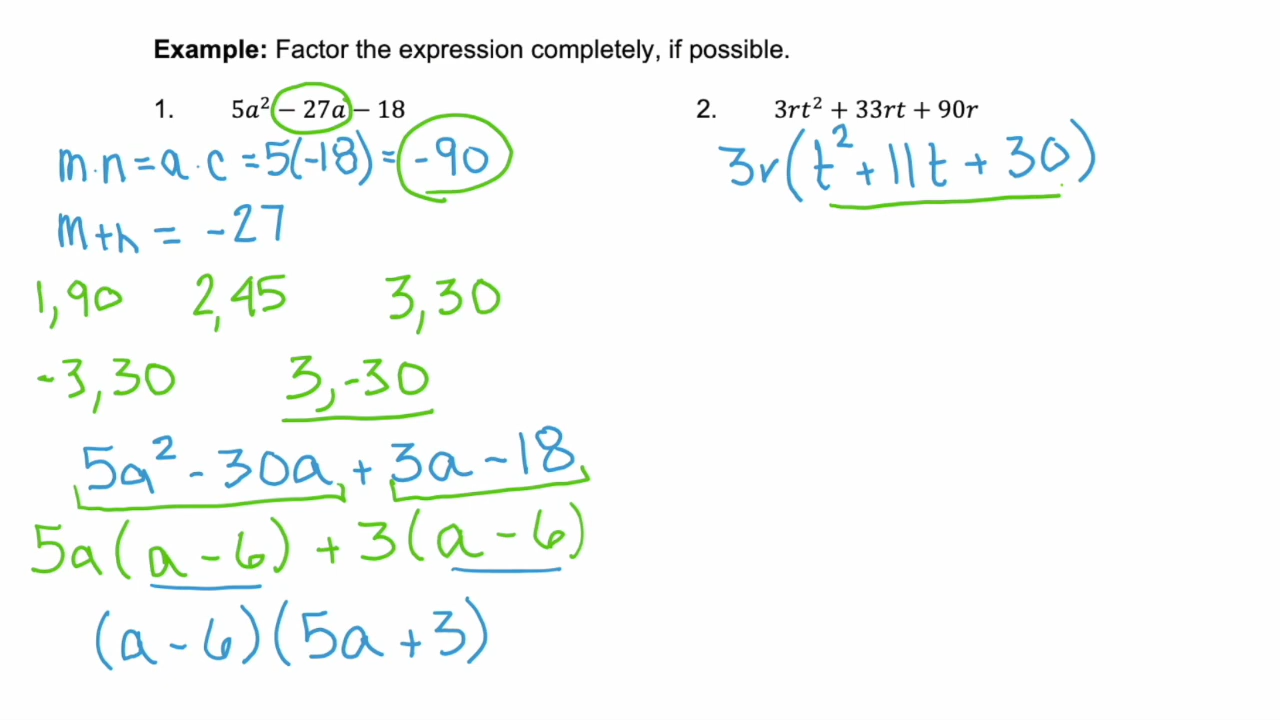 Example: Factor the expression completely, if possible.
1. 5a² − 27a − 18
m·n = a·c = 5(-18) = -90
m+n = -27
1,90 2,45 3,30
-3,30 3,-30
5a² - 30a + 3a - 18
5a(a - 6) + 3(a - 6)
(a - 6)(5a + 3)
2. 3rt² + 33rt + 90r
3r(t² + 11t + 30)